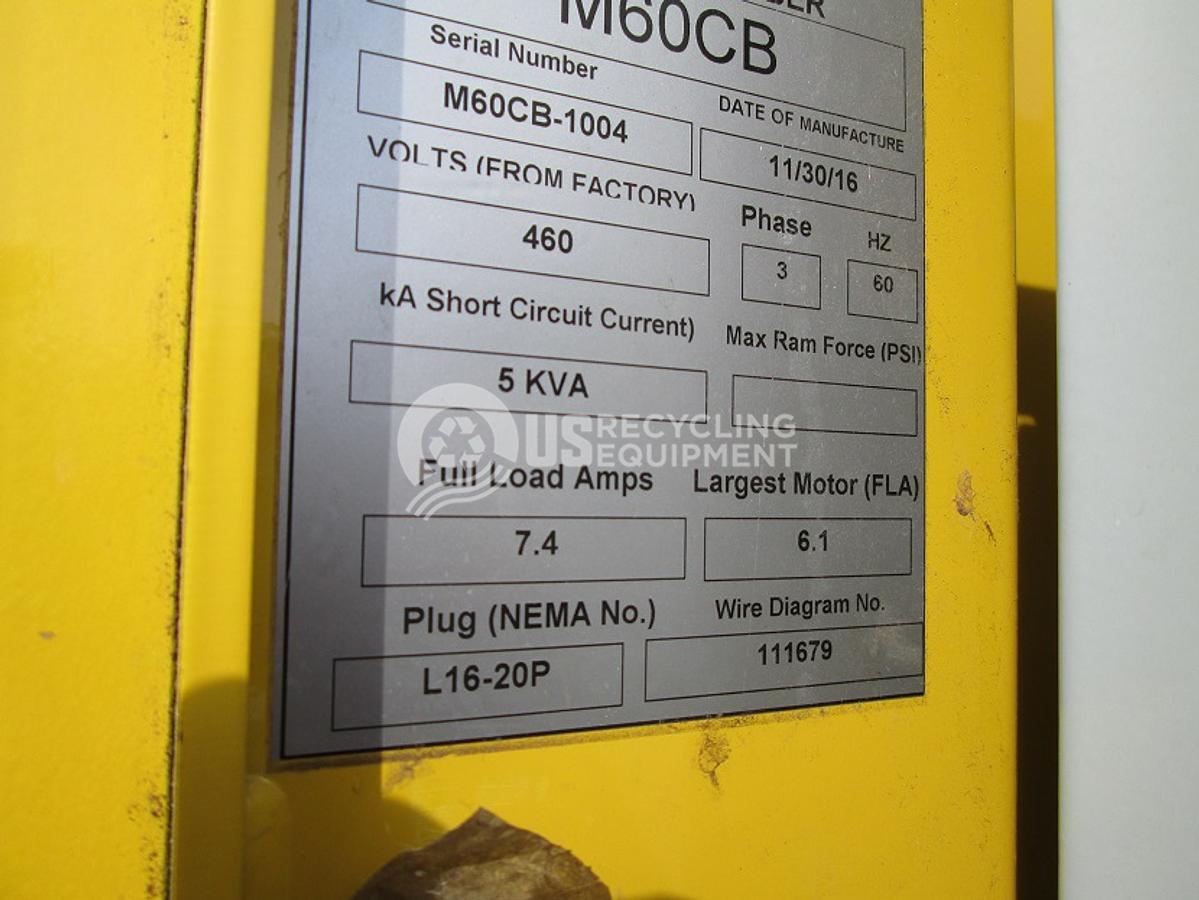 M60CB
Serial Number
M60CB-1004
DATE OF MANUFACTURE
11/30/16
VOLTS (FROM FACTORY)
460
Phase
3
HZ
60
kA Short Circuit Current)
5 KVA
Max Ram Force (PSI)
US RECYCLING
EQUIPMENT
Full Load Amps
7.4
Largest Motor (FLA)
6.1
Plug (NEMA No.)
L16-20P
Wire Diagram No.
111679